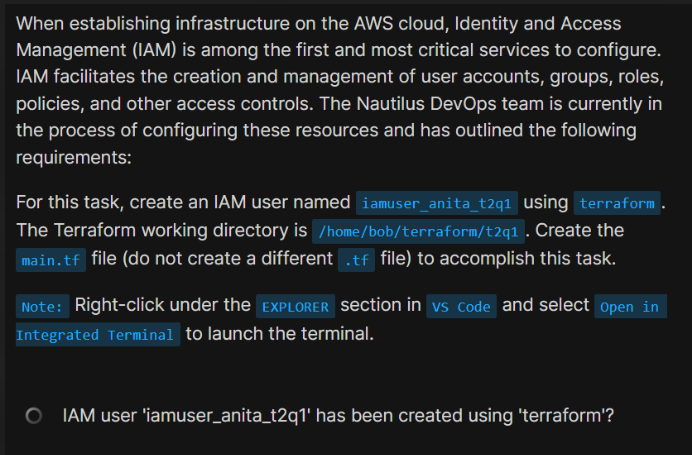 When establishing infrastructure on the AWS cloud, Identity and Access
Management (IAM) is among the first and most critical services to configure.
IAM facilitates the creation and management of user accounts, groups, roles,
policies, and other access controls. The Nautilus DevOps team is currently in
the process of configuring these resources and has outlined the following
requirements:
For this task, create an IAM user named iamuser_anita_t2q1 using terraform.
The Terraform working directory is /home/bob/terraform/t2q1. Create the
main.tf file (do not create a different .tf file) to accomplish this task.
Note: Right-click under the EXPLORER section in VS Code and select Open in
Integrated Terminal to launch the terminal.
IAM user 'iamuser_anita_t2q1' has been created using 'terraform'?